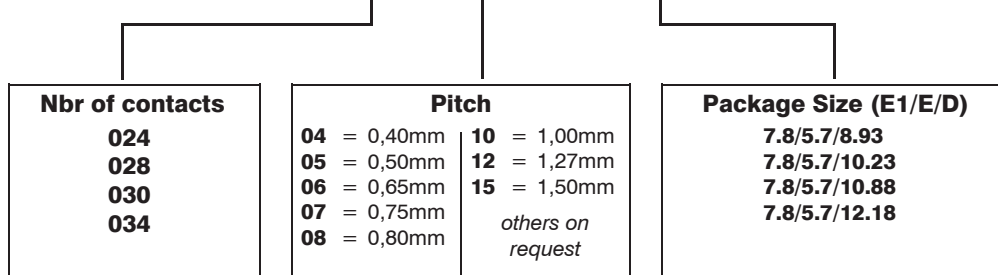 Nbr of contacts
024
028
030
034
Pitch
04 = 0,40mm
05 = 0,50mm
06 = 0,65mm
07 = 0,75mm
08 = 0,80mm
10 = 1,00mm
12 = 1,27mm
15 = 1,50mm
others on
request
Package Size (E1/E/D)
7.8/5.7/8.93
7.8/5.7/10.23
7.8/5.7/10.88
7.8/5.7/12.18